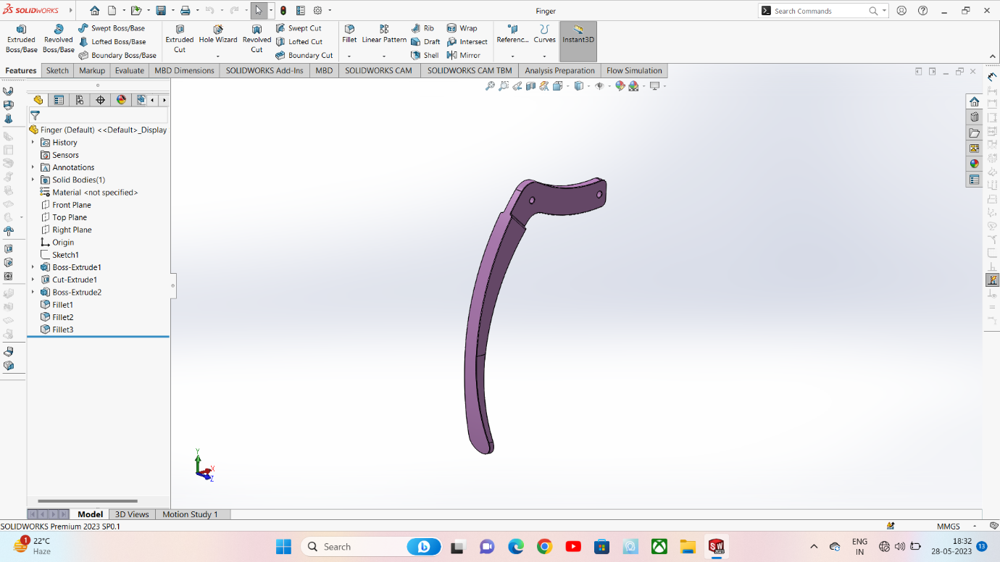 SOLIDWORKS
Finger
Search Commands
Extruded Boss/Base
Revolved Boss/Base
Swept Boss/Base
Lofted Boss/Base
Boundary Boss/Base
Extruded Cut
Hole Wizard
Revolved Cut
Swept Cut
Lofted Cut
Boundary Cut
Fillet
Linear Pattern
Rib
Draft
Shell
Wrap
Intersect
Mirror
Referenc...
Curves
Instant3D
Features Sketch Markup Evaluate MBD Dimensions SOLIDWORKS Add-Ins MBD SOLIDWORKS CAM SOLIDWORKS CAM TBM Analysis Preparation Flow Simulation
Finger (Default) <<Default>_Display
History
Sensors
Annotations
Solid Bodies(1)
Material <not specified>
Front Plane
Top Plane
Right Plane
Origin
Sketch1
Boss-Extrude1
Cut-Extrude1
Boss-Extrude2
Fillet1
Fillet2
Fillet3
Y
X
Z
Model 3D Views Motion Study 1
SOLIDWORKS Premium 2023 SP0.1
MMGS
1
22°C
Haze
Search
SW
2023
ENG
IN
18:32
28-05-2023
13